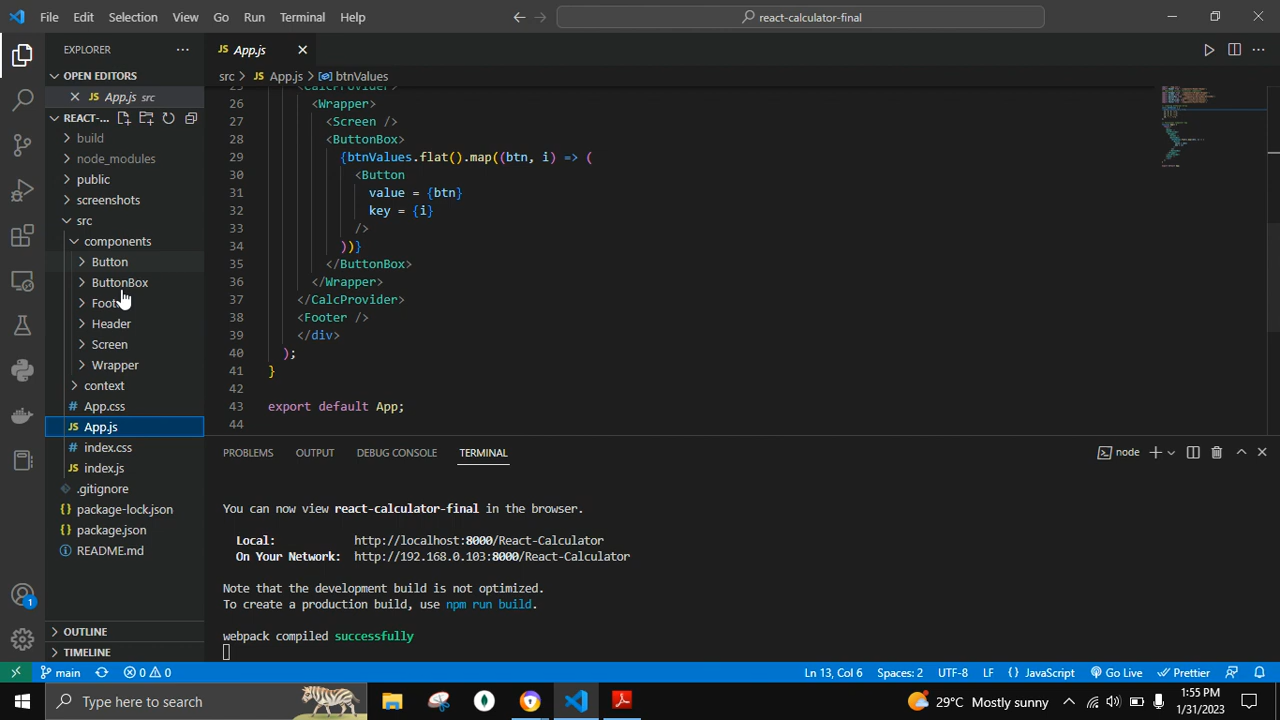 File Edit Selection View Go Run Terminal Help
react-calculator-final
EXPLORER
OPEN EDITORS
App.js src
REACT-...
build
node_modules
public
screenshots
src
components
Button
ButtonBox
Header
Screen
Wrapper
context
# App.css
JS App.js
# index.css
JS index.js
.gitignore
{} package-lock.json
{} package.json
README.md
OUTLINE
TIMELINE
JS App.js
src > JS App.js > btnValues
26 <Wrapper>
27 <Screen />
28 <ButtonBox>
29 {btnValues.flat().map((btn, i) => (
30 <Button
31 value = {btn}
32 key = {i}
33 />
34 ))}
35 </ButtonBox>
36 </Wrapper>
37 </CalcProvider>
38 <Footer />
39 </div>
40 );
41 }
42
43 export default App;
44
PROBLEMS OUTPUT DEBUG CONSOLE TERMINAL
node
You can now view react-calculator-final in the browser.
Local: http://localhost:8000/React-Calculator
On Your Network: http://192.168.0.103:8000/React-Calculator
Note that the development build is not optimized.
To create a production build, use npm run build.
webpack compiled successfully
1
main 0 0
Ln 13, Col 6 Spaces: 2 UTF-8 LF {} JavaScript Go Live Prettier
Type here to search
29°C Mostly sunny
1:55 PM
1/31/2023